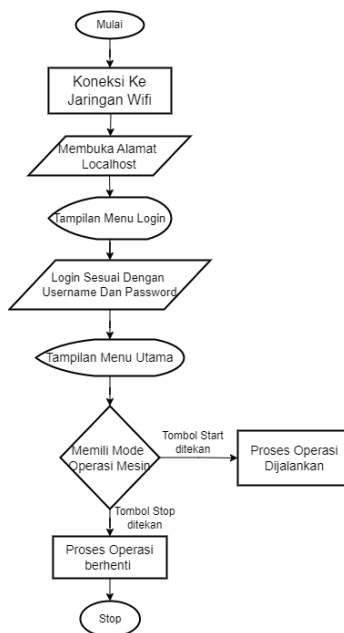 Mulai
Koneksi Ke
Jaringan Wifi
Membuka Alamat
Localhost
Tampilan Menu Login
Login Sesuai Dengan
Username Dan Password
Tampilan Menu Utama
Memili Mode
Operasi Mesin
Tombol Start
ditekan
Proses Operasi
Dijalankan
Tombol Stop
ditekan
Proses Operasi
berhenti
Stop